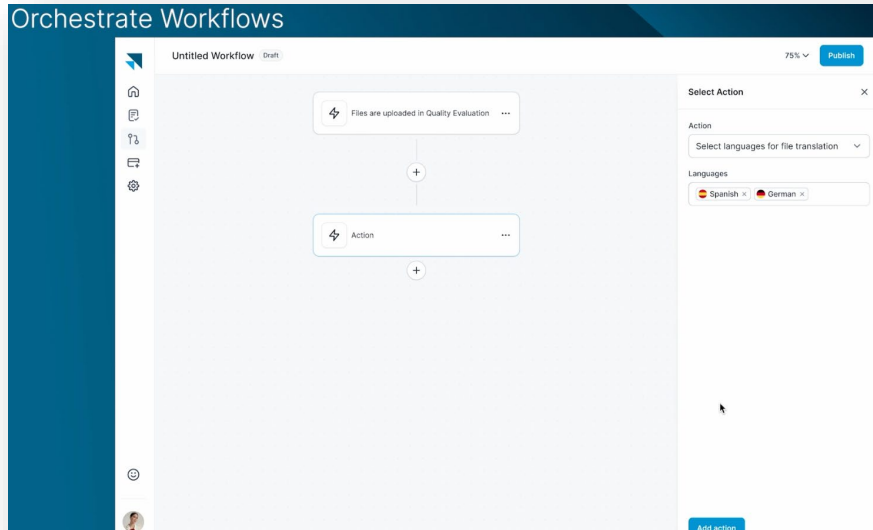 Orchestrate Workflows
Untitled Workflow Draft
75% Publish
Files are uploaded in Quality Evaluation
Action
Select Action
Action
Select languages for file translation
Languages
Spanish × German ×
Add action